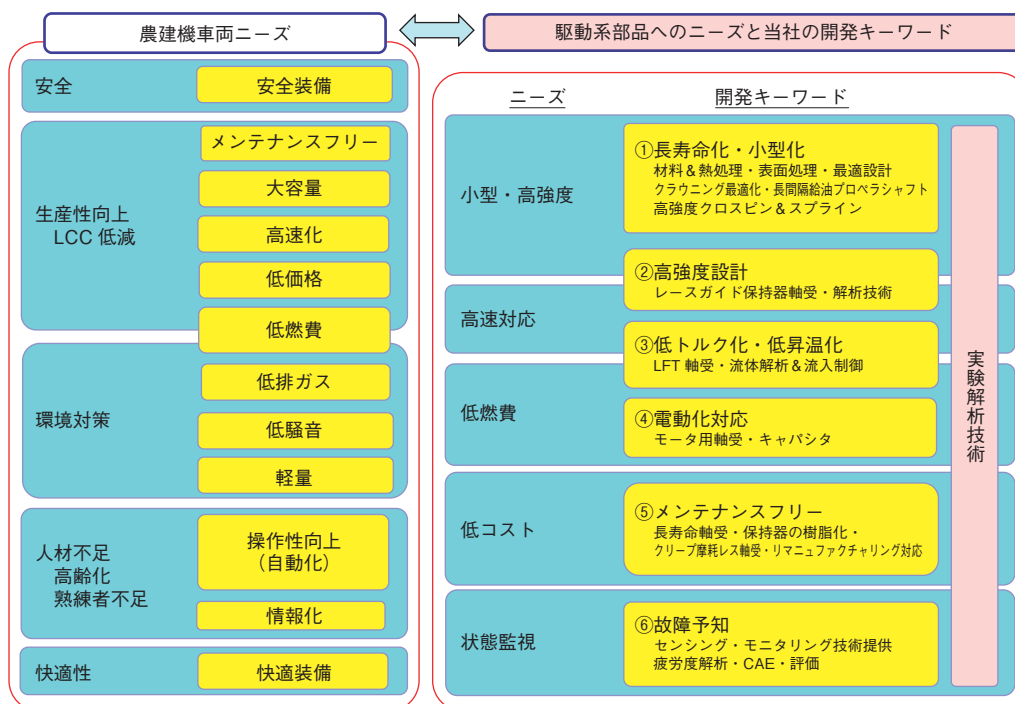 農建機車両ニーズ
駆動系部品へのニーズと当社の開発キーワード
安全
安全装備
生産性向上
LCC 低減
メンテナンスフリー
大容量
高速化
低価格
低燃費
環境対策
低排ガス
低騒音
軽量
人材不足
高齢化
熟練者不足
操作性向上
(自動化)
情報化
快適性
快適装備
ニーズ
開発キーワード
小型・高強度
①長寿命化・小型化
材料&熱処理・表面処理・最適設計
クラウニング最適化・長間隔給油プロペラシャフト
高強度クロスピン&スプライン
②高強度設計
レースガイド保持器軸受・解析技術
高速対応
③低トルク化・低昇温化
LFT 軸受・流体解析&流入制御
低燃費
④電動化対応
モータ用軸受・キャパシタ
低コスト
⑤メンテナンスフリー
長寿命軸受・保持器の樹脂化・
クリープ摩耗レス軸受・リマニュファクチャリング対応
状態監視
⑥故障予知
センシング・モニタリング技術提供
疲労度解析・CAE・評価
実験解析技術